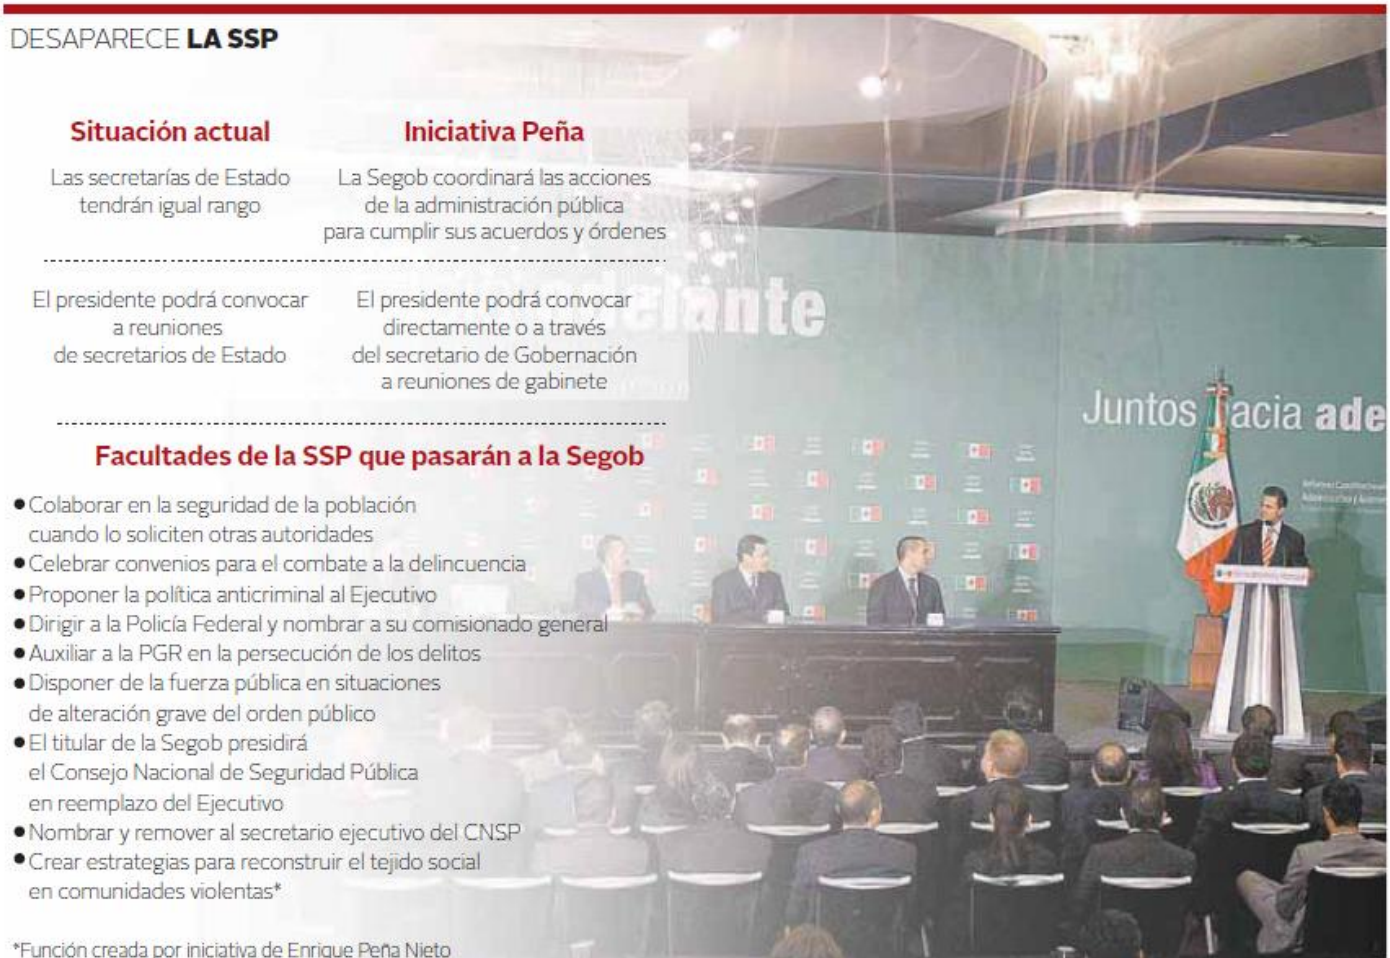 DESAPARECE LA SSP
Situación actual
Las secretarías de Estado
tendrán igual rango
Iniciativa Peña
La Segob coordinará las acciones
de la administración pública
para cumplir sus acuerdos y órdenes
El presidente podrá convocar
a reuniones
de secretarios de Estado
El presidente podrá convocar
directamente o a través
del secretario de Gobernación
a reuniones de gabinete
Facultades de la SSP que pasarán a la Segob
● Colaborar en la seguridad de la población
cuando lo soliciten otras autoridades
● Celebrar convenios para el combate a la delincuencia
● Proponer la política anticriminal al Ejecutivo
● Dirigir a la Policía Federal y nombrar a su comisionado general
● Auxiliar a la PGR en la persecución de los delitos
● Disponer de la fuerza pública en situaciones
de alteración grave del orden público
● El titular de la Segob presidirá
el Consejo Nacional de Seguridad Pública
en reemplazo del Ejecutivo
● Nombrar y remover al secretario ejecutivo del CNSP
● Crear estrategias para reconstruir el tejido social
en comunidades violentas*
*Función creada por iniciativa de Enrique Peña Nieto
adelante
Juntos hacia ade